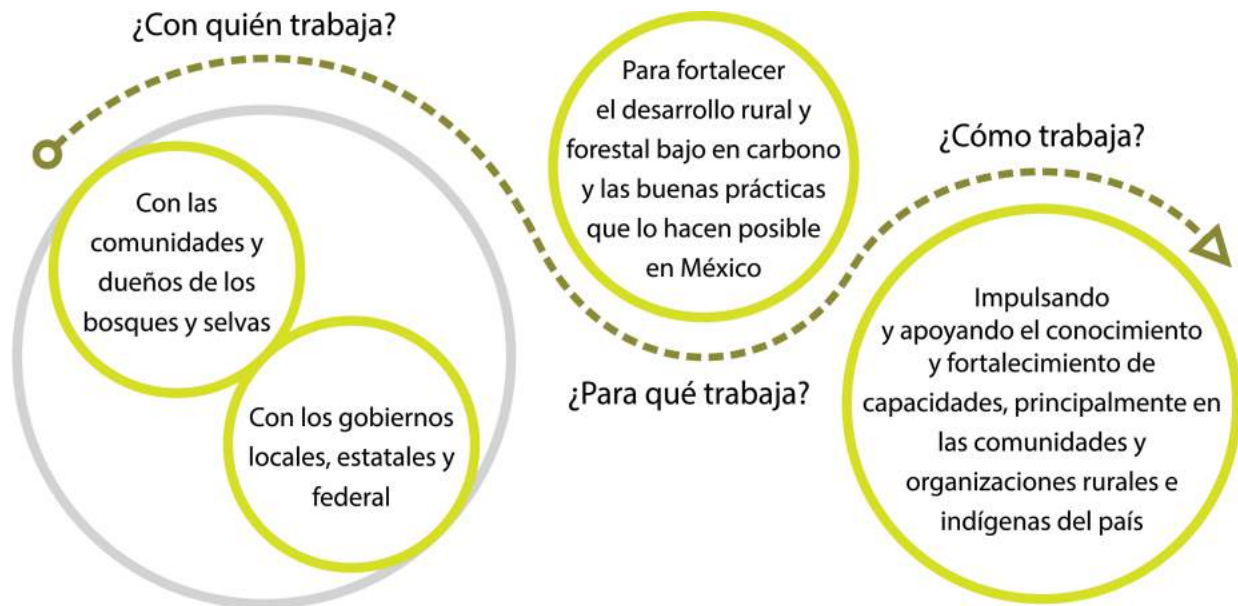 ¿Con quién trabaja?
Con las
comunidades y
dueños de los
bosques y selvas
Con los gobiernos
locales, estatales y
federal
Para fortalecer
el desarrollo rural y
forestal bajo en carbono
y las buenas prácticas
que lo hacen posible
en México
¿Para qué trabaja?
¿Cómo trabaja?
Impulsando
y apoyando el conocimiento
y fortalecimiento de
capacidades, principalmente en
las comunidades y
organizaciones rurales e
indígenas del país